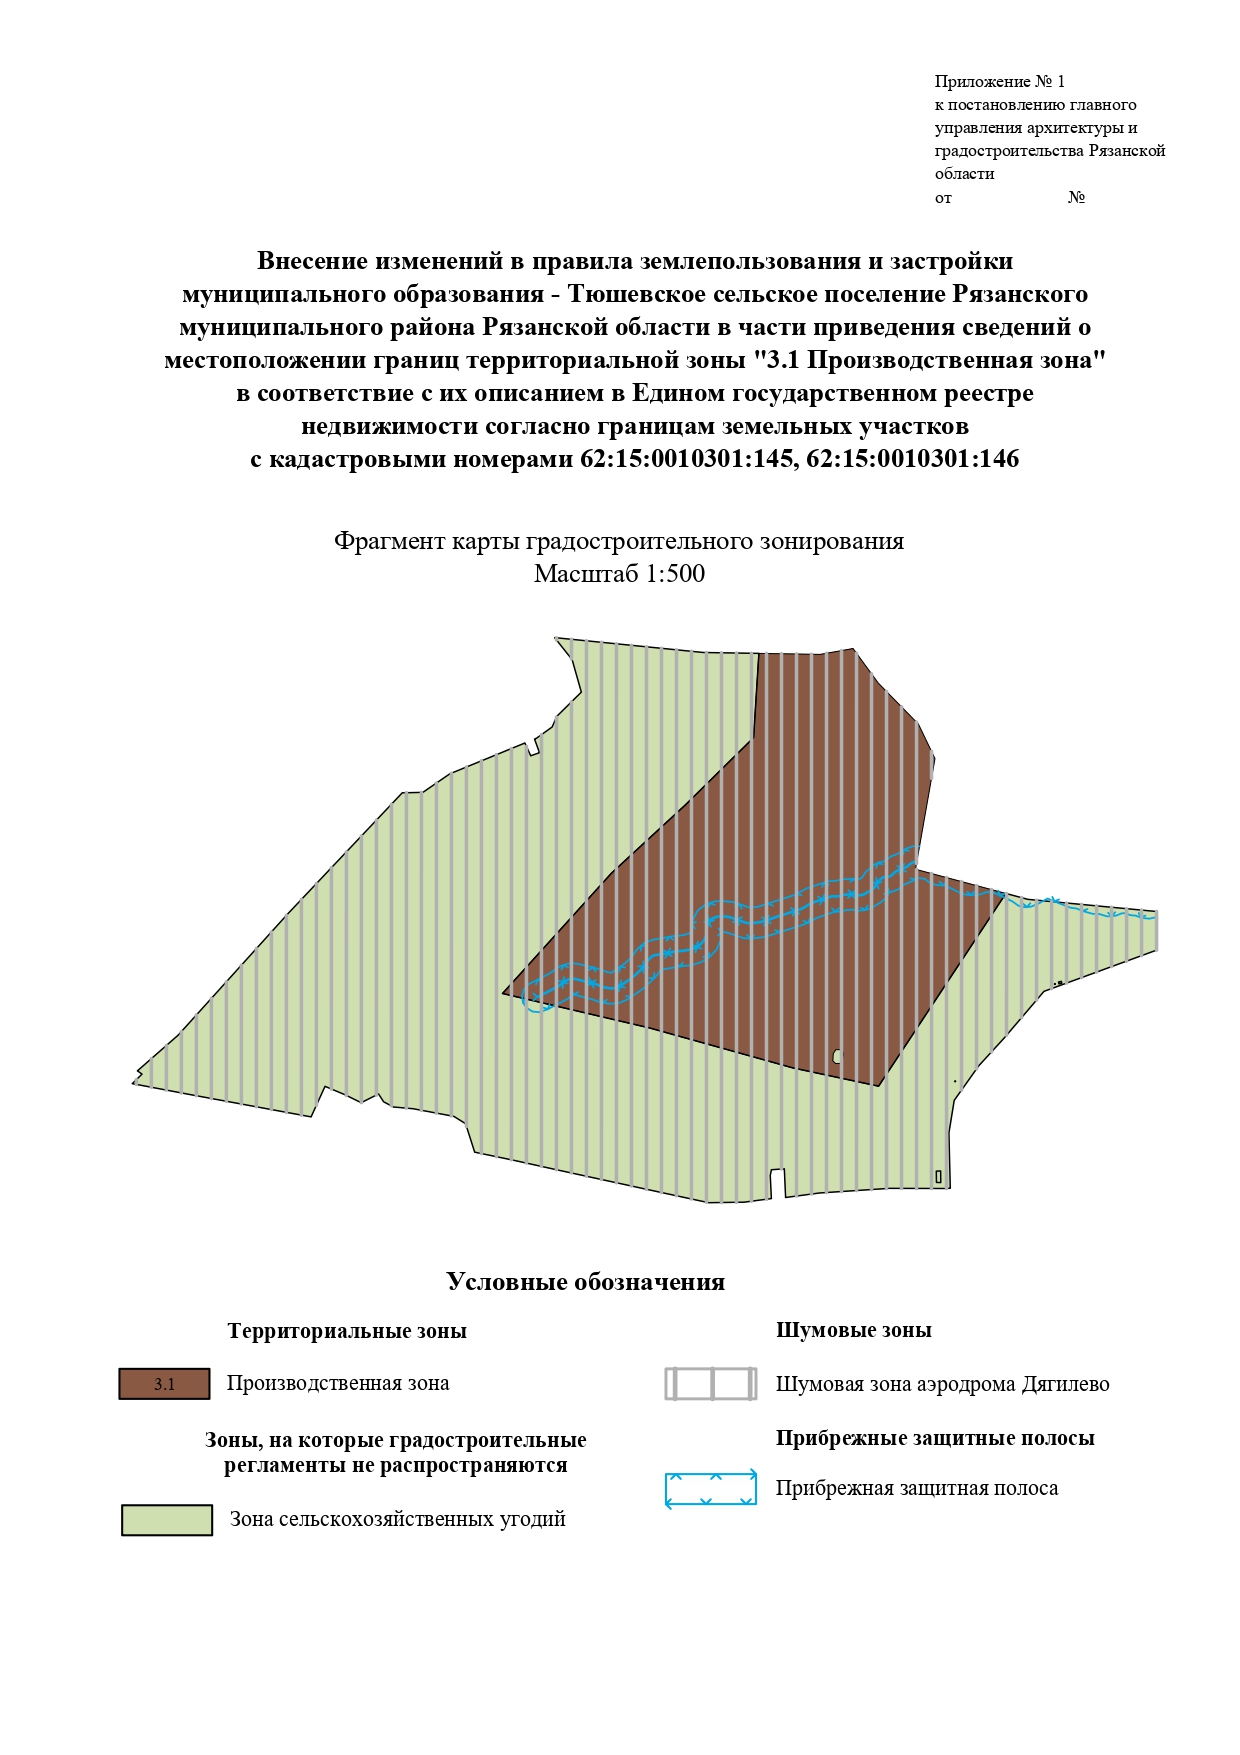 Приложение № 1
к постановлению главного
управления архитектуры и
градостроительства Рязанской
области
от №
Внесение изменений в правила землепользования и застройки
муниципального образования - Тюшевское сельское поселение Рязанского
муниципального района Рязанской области в части приведения сведений о
местоположении границ территориальной зоны "3.1 Производственная зона"
в соответствие с их описанием в Едином государственном реестре
недвижимости согласно границам земельных участков
с кадастровыми номерами 62:15:0010301:145, 62:15:0010301:146
Фрагмент карты градостроительного зонирования
Масштаб 1:500
Условные обозначения
Территориальные зоны
3.1
Производственная зона
Зоны, на которые градостроительные
регламенты не распространяются
Зона сельскохозяйственных угодий
Шумовые зоны
Шумовая зона аэродрома Дягилево
Прибрежные защитные полосы
Прибрежная защитная полоса